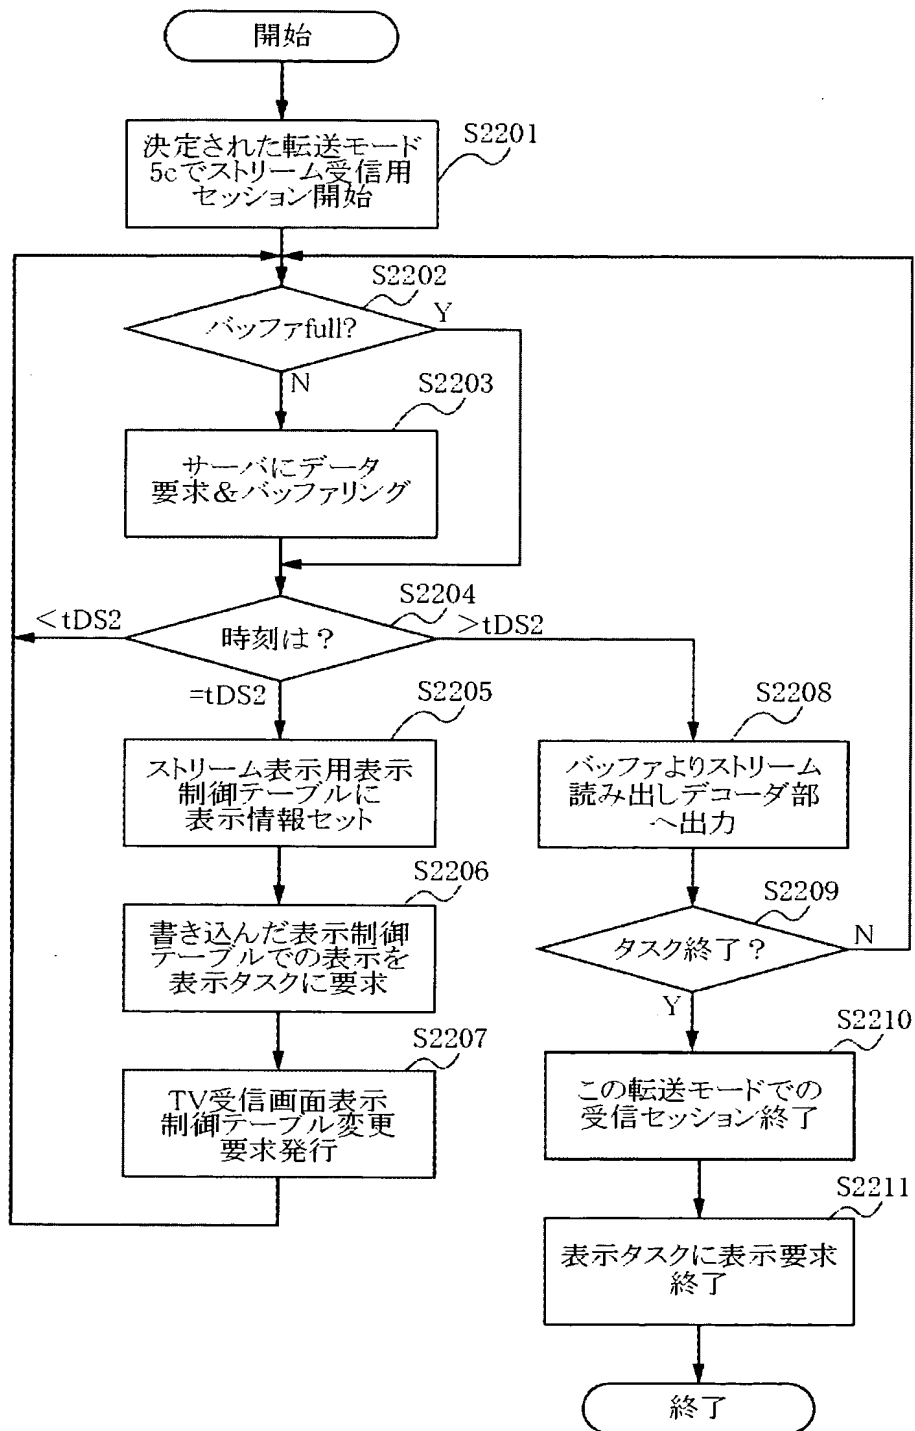 開始
S2201
決定された転送モード
5cでストリーム受信用
セッション開始
S2202
バッファfull?
Y
N
S2203
サーバにデータ
要求&バッファリング
S2204
時刻は?
<tDS2
>tDS2
=tDS2
S2205
ストリーム表示用表示
制御テーブルに
表示情報セット
S2206
書き込んだ表示制御
テーブルでの表示を
表示タスクに要求
S2207
TV受信画面表示
制御テーブル変更
要求発行
S2208
バッファよりストリーム
読み出しデコーダ部
へ出力
S2209
タスク終了?
N
Y
S2210
この転送モードでの
受信セッション終了
S2211
表示タスクに表示要求
終了
終了